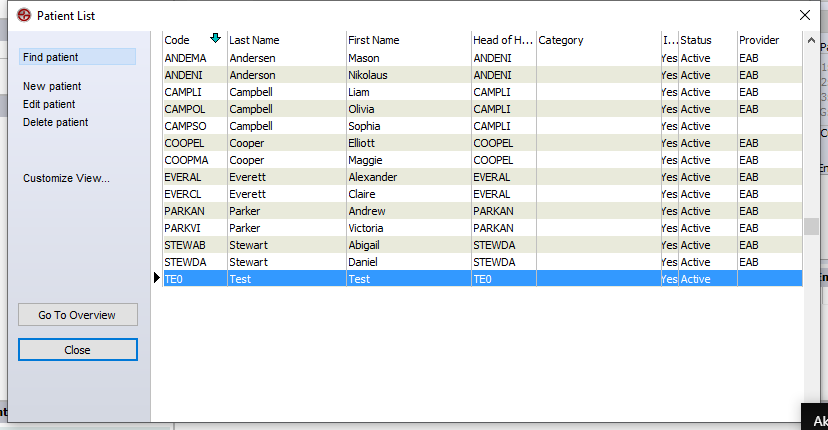 Patient List
Find patient
New patient
Edit patient
Delete patient
Customize View...
Go To Overview
Close
Code Last Name First Name Head of H... Category I... Status Provider
ANDEMA Andersen Mason ANDENI Yes Active EAB
ANDENI Anderson Nikolaus ANDENI Yes Active EAB
CAMPLI Campbell Liam CAMPLI Yes Active EAB
CAMPOL Campbell Olivia CAMPLI Yes Active EAB
CAMPSO Campbell Sophia CAMPLI Yes Active
COOPEL Cooper Elliott COOPEL Yes Active EAB
COOPMA Cooper Maggie COOPEL Yes Active EAB
EVERAL Everett Alexander EVERAL Yes Active EAB
EVERCL Everett Claire EVERAL Yes Active EAB
PARKAN Parker Andrew PARKAN Yes Active EAB
PARKVI Parker Victoria PARKAN Yes Active EAB
STEWAB Stewart Abigail STEWDA Yes Active EAB
STEWDA Stewart Daniel STEWDA Yes Active EAB
TE0 Test Test TE0 Yes Active
Ak